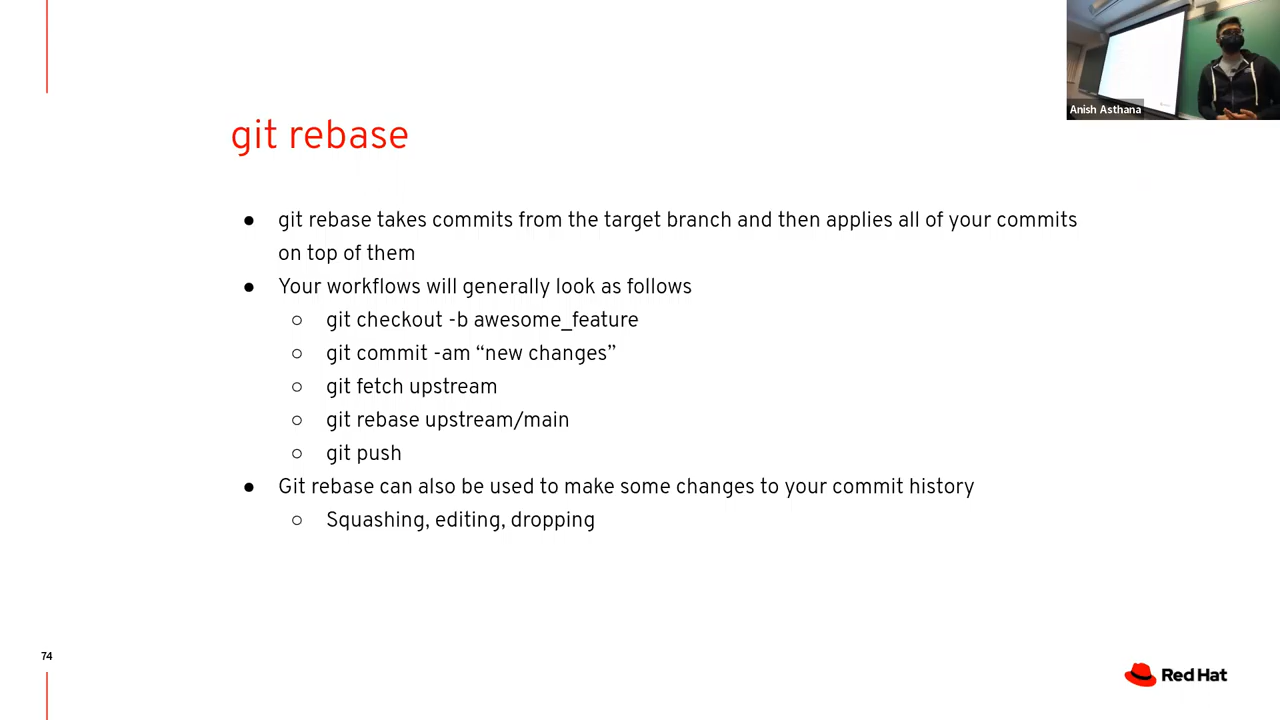 Anish Asthana
git rebase
● git rebase takes commits from the target branch and then applies all of your commits
on top of them
● Your workflows will generally look as follows
○ git checkout -b awesome_feature
○ git commit -am “new changes”
○ git fetch upstream
○ git rebase upstream/main
○ git push
● Git rebase can also be used to make some changes to your commit history
○ Squashing, editing, dropping
74
Red Hat